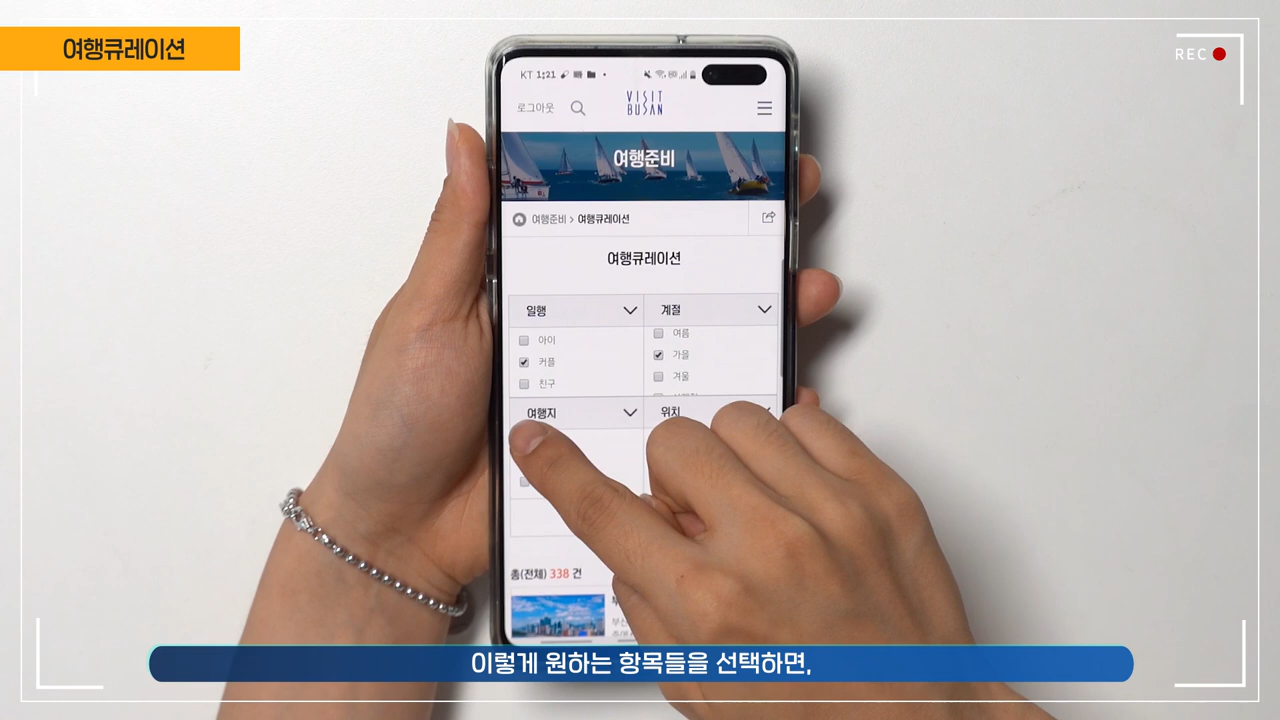 여행큐레이션
REC
KT 1:21
로그아웃
VISIT
BUSAN
여행준비
여행준비 > 여행큐레이션
여행큐레이션
일행
계절
아이
여름
커플
가을
친구
겨울
여행지
위치
총(전체) 338 건
이렇게 원하는 항목들을 선택하면,